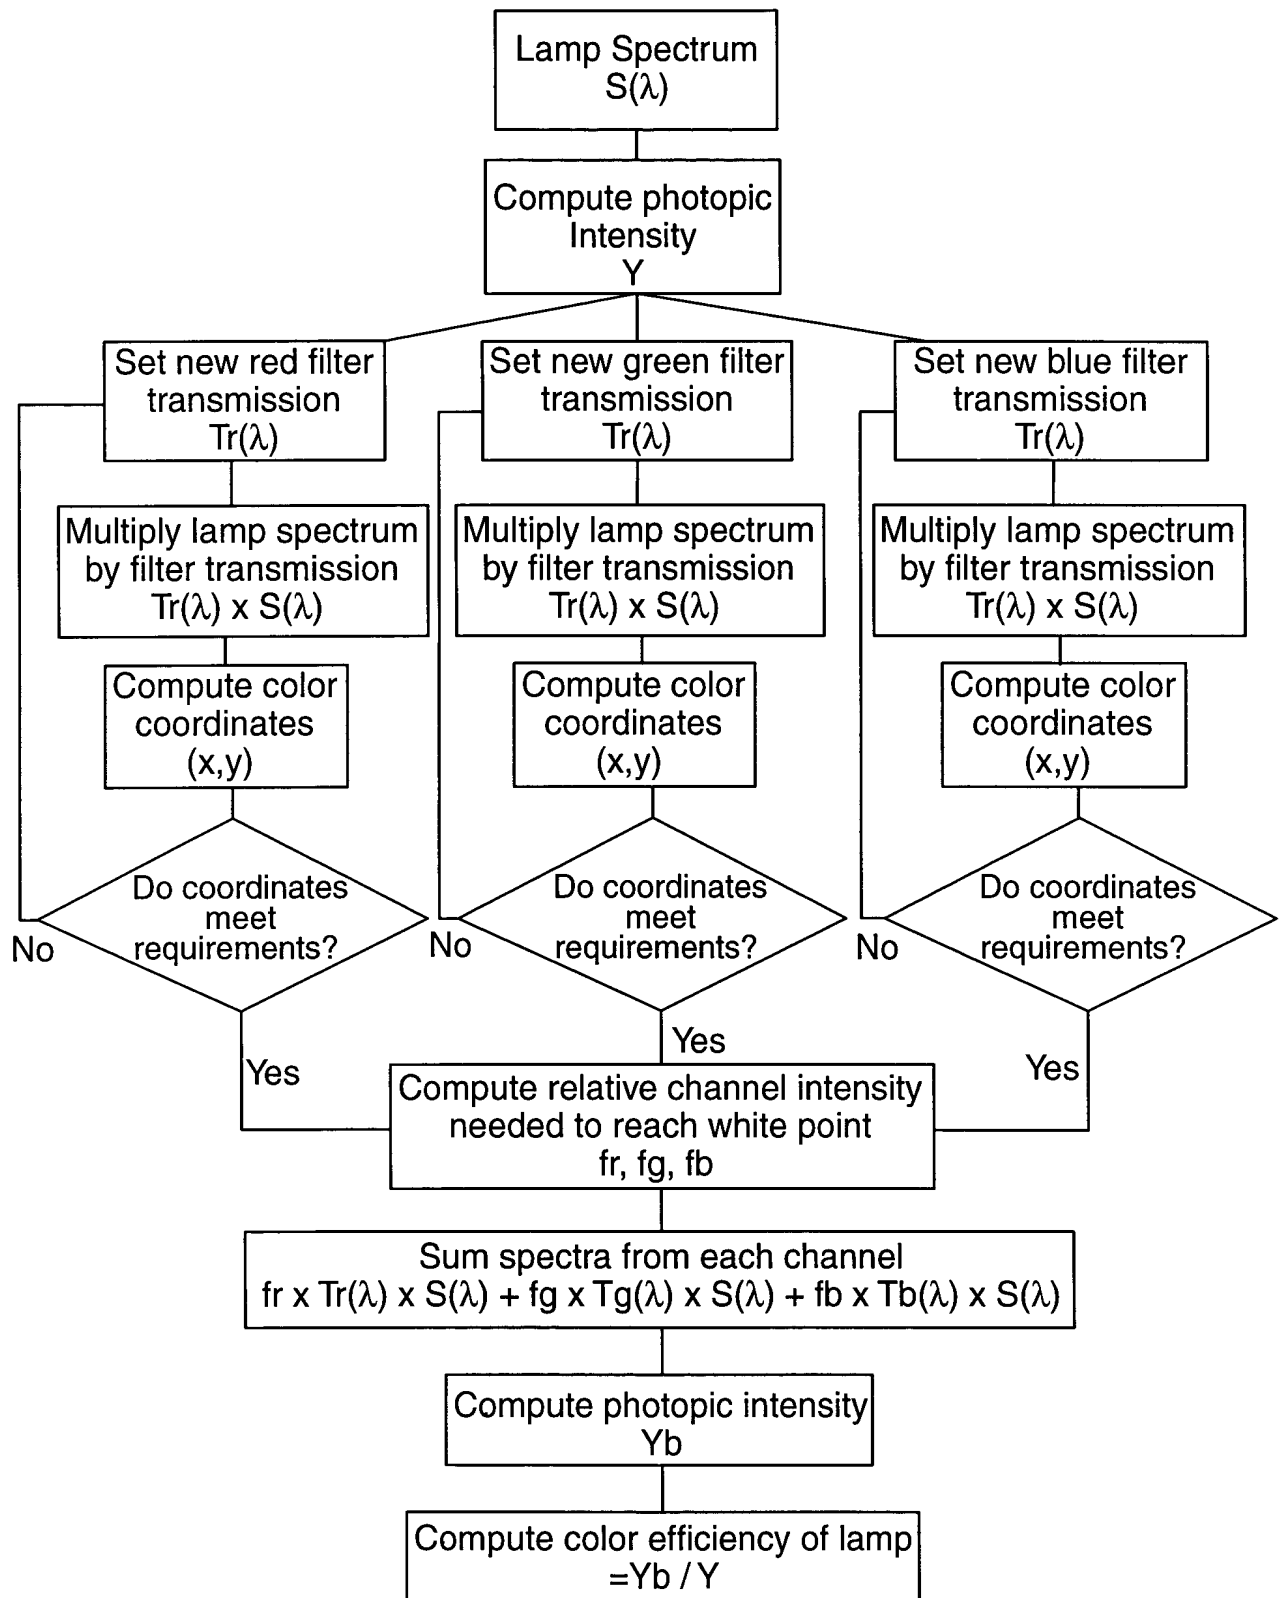 Lamp Spectrum
S(λ)
Compute photopic
Intensity
Y
Set new red filter
transmission
Tr(λ)
Set new green filter
transmission
Tr(λ)
Set new blue filter
transmission
Tr(λ)
Multiply lamp spectrum
by filter transmission
Tr(λ) x S(λ)
Multiply lamp spectrum
by filter transmission
Tr(λ) x S(λ)
Multiply lamp spectrum
by filter transmission
Tr(λ) x S(λ)
Compute color
coordinates
(x,y)
Compute color
coordinates
(x,y)
Compute color
coordinates
(x,y)
Do coordinates
meet
requirements?
No
Do coordinates
meet
requirements?
No
Do coordinates
meet
requirements?
No
Yes
Yes
Yes
Compute relative channel intensity
needed to reach white point
fr, fg, fb
Sum spectra from each channel
fr x Tr(λ) x S(λ) + fg x Tg(λ) x S(λ) + fb x Tb(λ) x S(λ)
Compute photopic intensity
Yb
Compute color efficiency of lamp
=Yb / Y